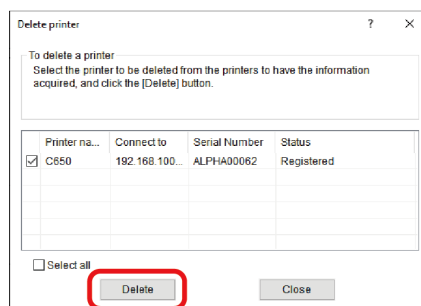 Delete printer ? ×
To delete a printer
Select the printer to be deleted from the printers to have the information
acquired, and click the [Delete] button.
Printer na... Connect to Serial Number Status
C650 192.168.100... ALPHA00062 Registered
Select all
Delete Close